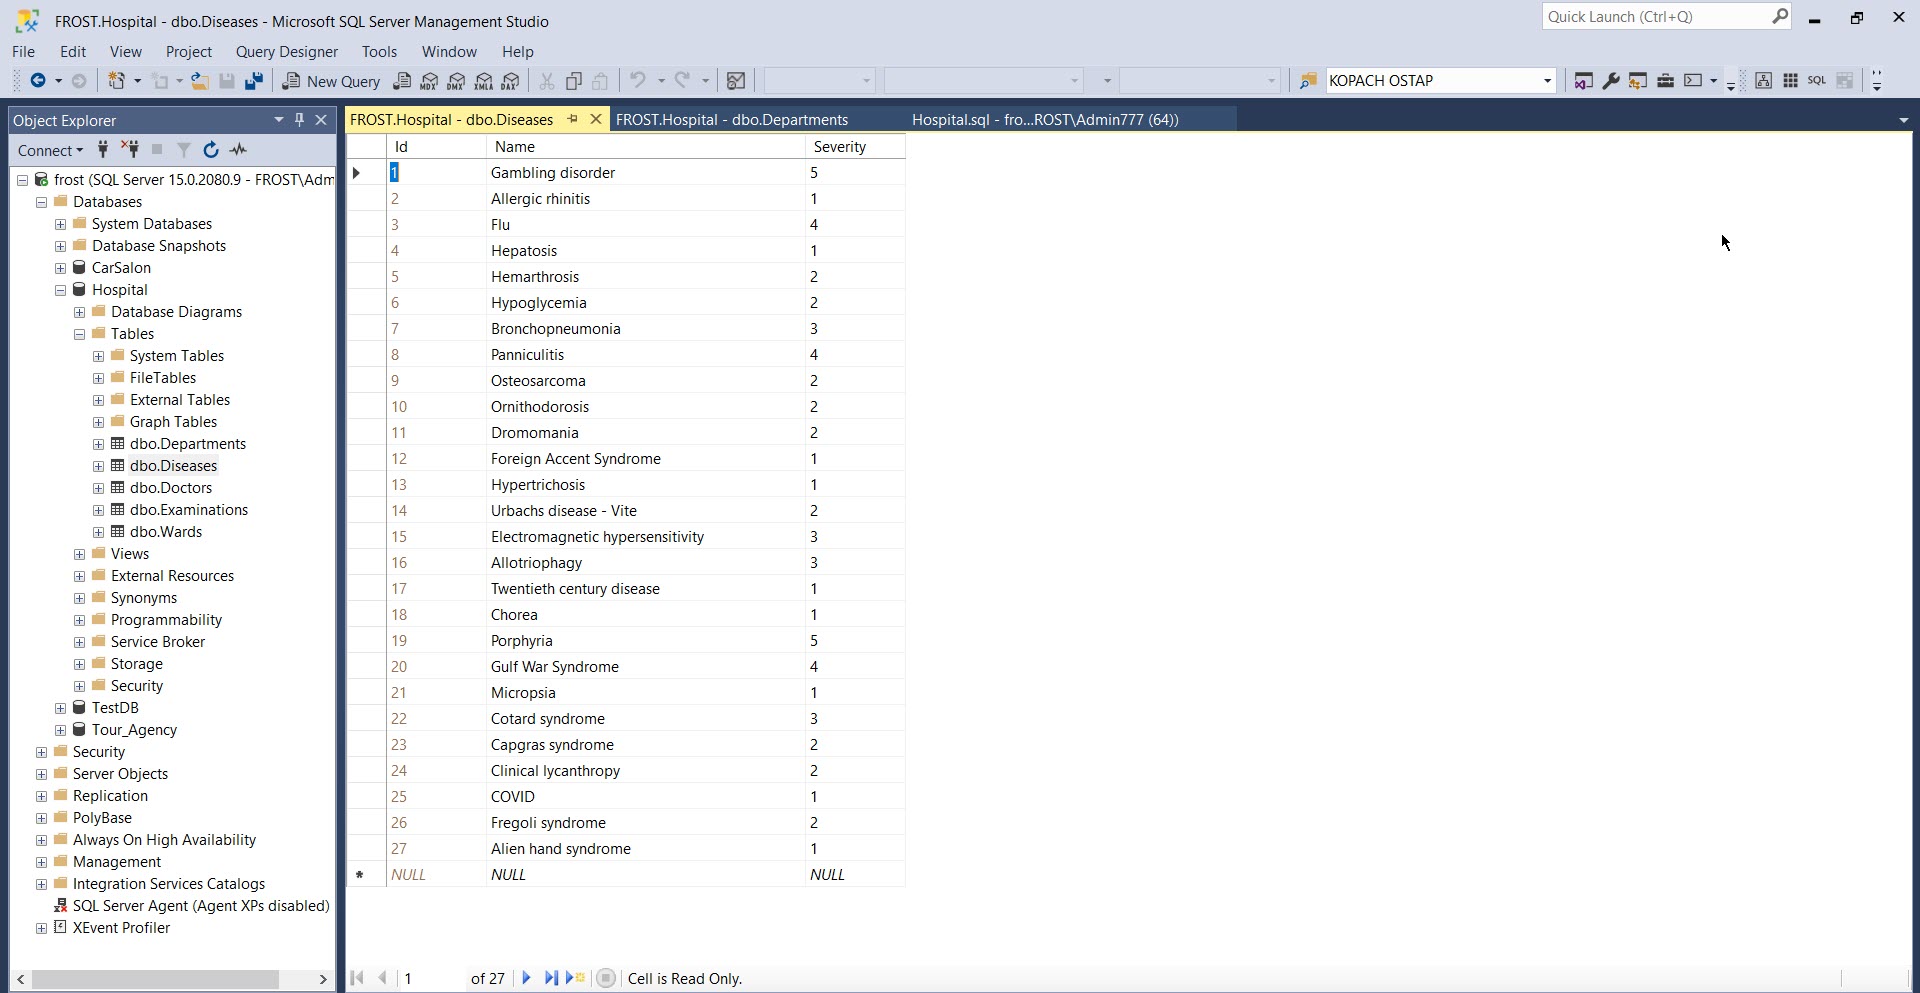 FROST.Hospital - dbo.Diseases - Microsoft SQL Server Management Studio
Quick Launch (Ctrl+Q)
File Edit View Project Query Designer Tools Window Help
New Query MDX DMX XMLA DAX KOPACH OSTAP SQL
Object Explorer
FROST.Hospital - dbo.Diseases FROST.Hospital - dbo.Departments Hospital.sql - fro...ROST\Admin777 (64))
Connect
frost (SQL Server 15.0.2080.9 - FROST\Adm
Databases
System Databases
Database Snapshots
CarSalon
Hospital
Database Diagrams
Tables
System Tables
FileTables
External Tables
Graph Tables
dbo.Departments
dbo.Diseases
dbo.Doctors
dbo.Examinations
dbo.Wards
Views
External Resources
Synonyms
Programmability
Service Broker
Storage
Security
TestDB
Tour_Agency
Security
Server Objects
Replication
PolyBase
Always On High Availability
Management
Integration Services Catalogs
SQL Server Agent (Agent XPs disabled)
XEvent Profiler
Id Name Severity
1 Gambling disorder 5
2 Allergic rhinitis 1
3 Flu 4
4 Hepatosis 1
5 Hemarthrosis 2
6 Hypoglycemia 2
7 Bronchopneumonia 3
8 Panniculitis 4
9 Osteosarcoma 2
10 Ornithodorosis 2
11 Dromomania 2
12 Foreign Accent Syndrome 1
13 Hypertrichosis 1
14 Urbachs disease - Vite 2
15 Electromagnetic hypersensitivity 3
16 Allotriophagy 3
17 Twentieth century disease 1
18 Chorea 1
19 Porphyria 5
20 Gulf War Syndrome 4
21 Micropsia 1
22 Cotard syndrome 3
23 Capgras syndrome 2
24 Clinical lycanthropy 2
25 COVID 1
26 Fregoli syndrome 2
27 Alien hand syndrome 1
NULL NULL NULL
1 of 27 Cell is Read Only.